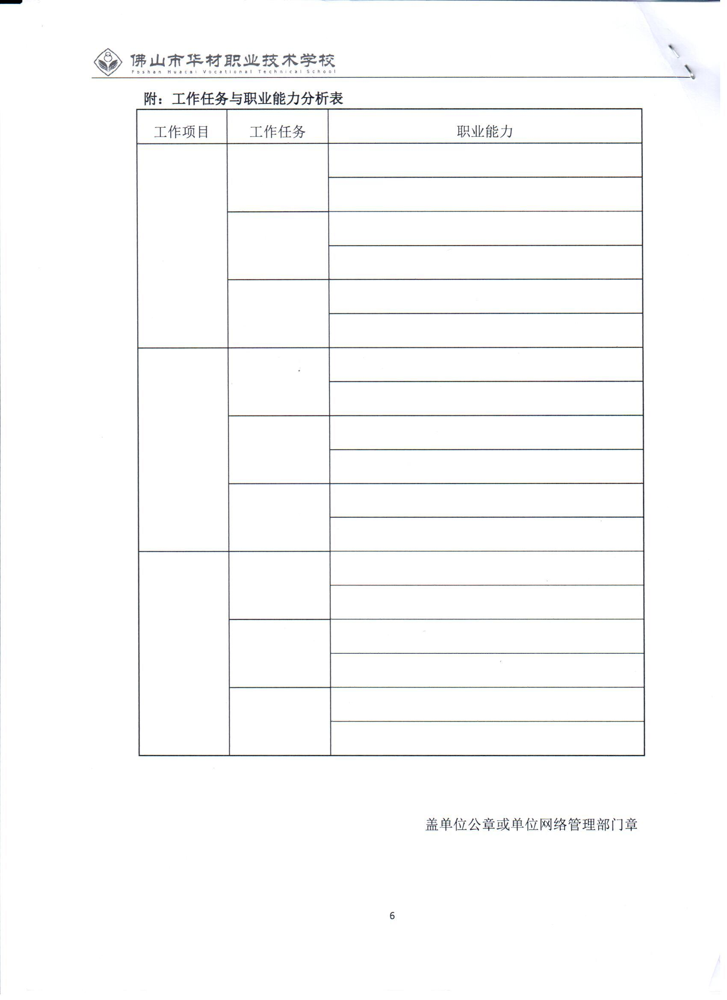 佛山市华材职业技术学校
Foshan Huacai Vocational Technical School
附：工作任务与职业能力分析表
工作项目 工作任务 职业能力
盖单位公章或单位网络管理部门章
6